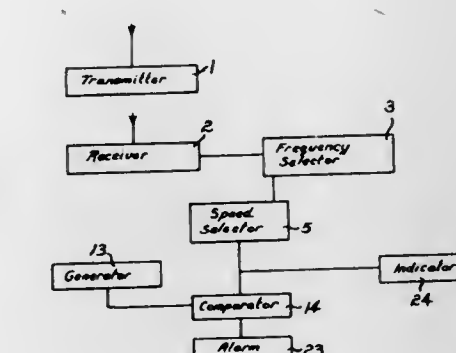 1
Transmitter
2
3
Receiver
Frequency
Selector
Speed
Selector
5
13
Generator
Indicator
24
Comparator
14
Alarm
23